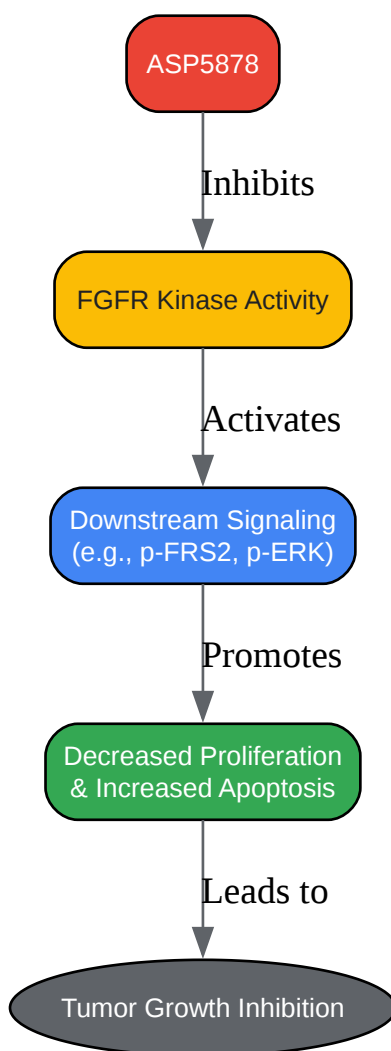 ASP5878
Inhibits
FGFR Kinase Activity
Activates
Downstream Signaling
(e.g., p-FRS2, p-ERK)
Promotes
Decreased Proliferation
& Increased Apoptosis
Leads to
Tumor Growth Inhibition